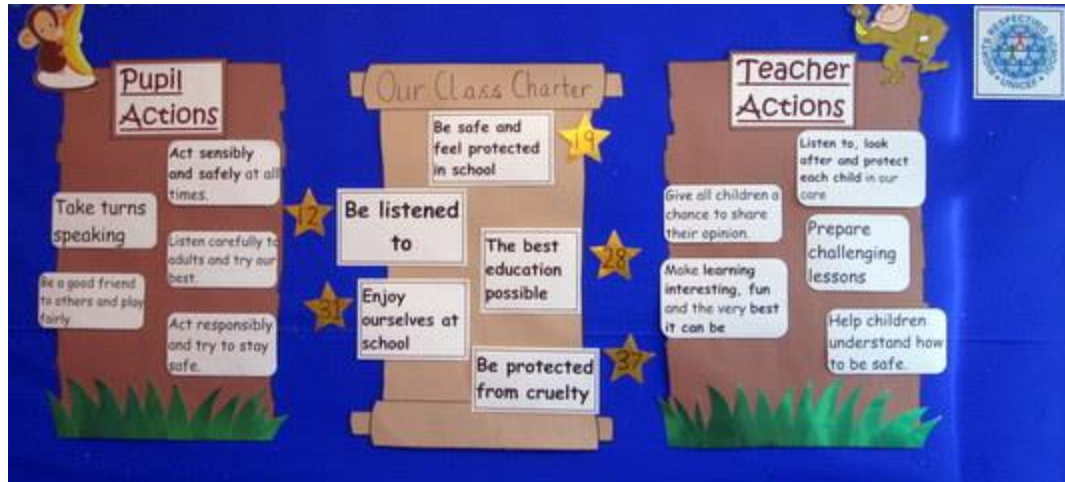 Pupil
Actions
Act sensibly
and safely at all
times.
Take turns
speaking
Listen carefully to
adults and try our
best.
Be a good friend
to others and play
fairly
Act responsibly
and try to stay
safe.
Our Class Charter
Be safe and
feel protected
in school
19
12
Be listened
to
The best
education
possible
28
31
Enjoy
ourselves at
school
Be protected
from cruelty
37
Teacher
Actions
Listen to, look
after and protect
each child in our
care
Give all children a
chance to share
their opinion.
Prepare
challenging
lessons
Make learning
interesting, fun
and the very best
it can be
Help children
understand how
to be safe.
RIGHTS RESPECTING SCHOOLS
UNICEF